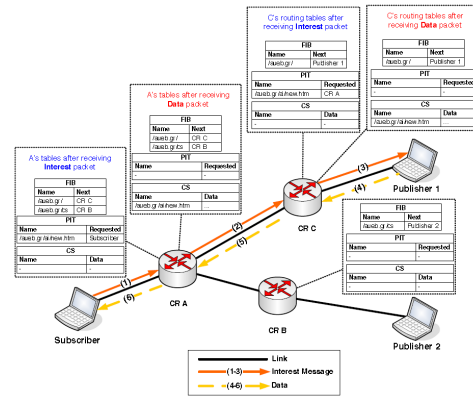 C's routing tables after
receiving Interest packet
FIB
Name Next
/aueb.gr/ Publisher 1
PIT
Name Requested
/aueb.gr/ai/new.htm CR A
CS
Name Data
- -
C's routing tables after
receiving Data packet
FIB
Name Next
/aueb.gr/ Publisher 1
PIT
Name Requested
- -
CS
Name Data
/aueb.gr/ai/new.htm ...
A's tables after receiving
Data packet
FIB
Name Next
/aueb.gr/ CR C
/aueb.gr/ts CR B
PIT
Name Requested
- -
CS
Name Data
/aueb.gr/ai/new.htm ...
A's tables after receiving
Interest packet
FIB
Name Next
/aueb.gr/ CR C
/aueb.gr/ts CR B
PIT
Name Requested
/aueb.gr/ai/new.htm Subscriber
CS
Name Data
- -
FIB
Name Next
/aueb.gr/ts Publisher 2
PIT
Name Requested
- -
CS
Name Data
- -
(1)
(2)
(3)
(4)
(5)
(6)
Publisher 1
CR C
CR A
CR B
Subscriber
Publisher 2
Link
(1-3) Interest Message
(4-6) Data